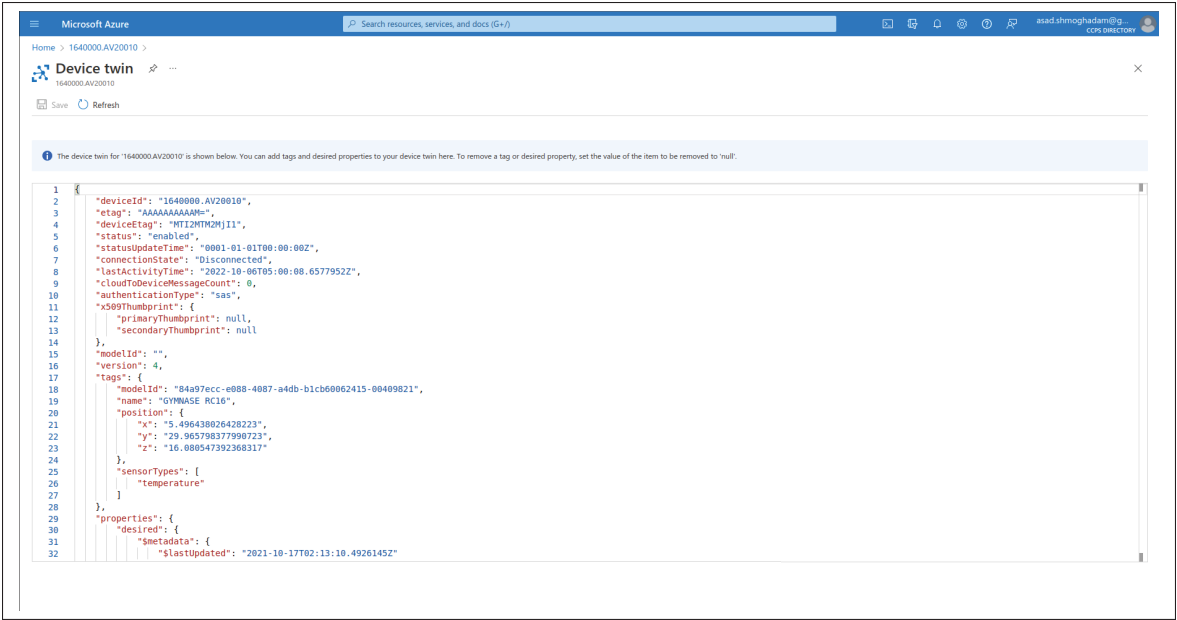 Microsoft Azure
Search resources, services, and docs (G+/)
asad.shmoghadam@g...
CCPS DIRECTORY
Home > 1640000.AV20010 >
Device twin ...
1640000.AV20010
Save Refresh
The device twin for '1640000.AV20010' is shown below. You can add tags and desired properties to your device twin here. To remove a tag or desired property, set the value of the item to be removed to 'null'.
1 {
2 "deviceId": "1640000.AV20010",
3 "etag": "AAAAAAAAAAM=",
4 "deviceEtag": "MTI2MTM2MjI1",
5 "status": "enabled",
6 "statusUpdateTime": "0001-01-01T00:00:00Z",
7 "connectionState": "Disconnected",
8 "lastActivityTime": "2022-10-06T05:00:08.6577952Z",
9 "cloudToDeviceMessageCount": 0,
10 "authenticationType": "sas",
11 "x509Thumbprint": {
12 "primaryThumbprint": null,
13 "secondaryThumbprint": null
14 },
15 "modelId": "",
16 "version": 4,
17 "tags": {
18 "modelId": "84a97ecc-e088-4087-a4db-b1cb60062415-00409821",
19 "name": "GYMNASE RC16",
20 "position": {
21 "x": "5.496438026428223",
22 "y": "29.965798377990723",
23 "z": "16.080547392368317"
24 },
25 "sensorTypes": [
26 "temperature"
27 ]
28 },
29 "properties": {
30 "desired": {
31 "$metadata": {
32 "$lastUpdated": "2021-10-17T02:13:10.4926145Z"